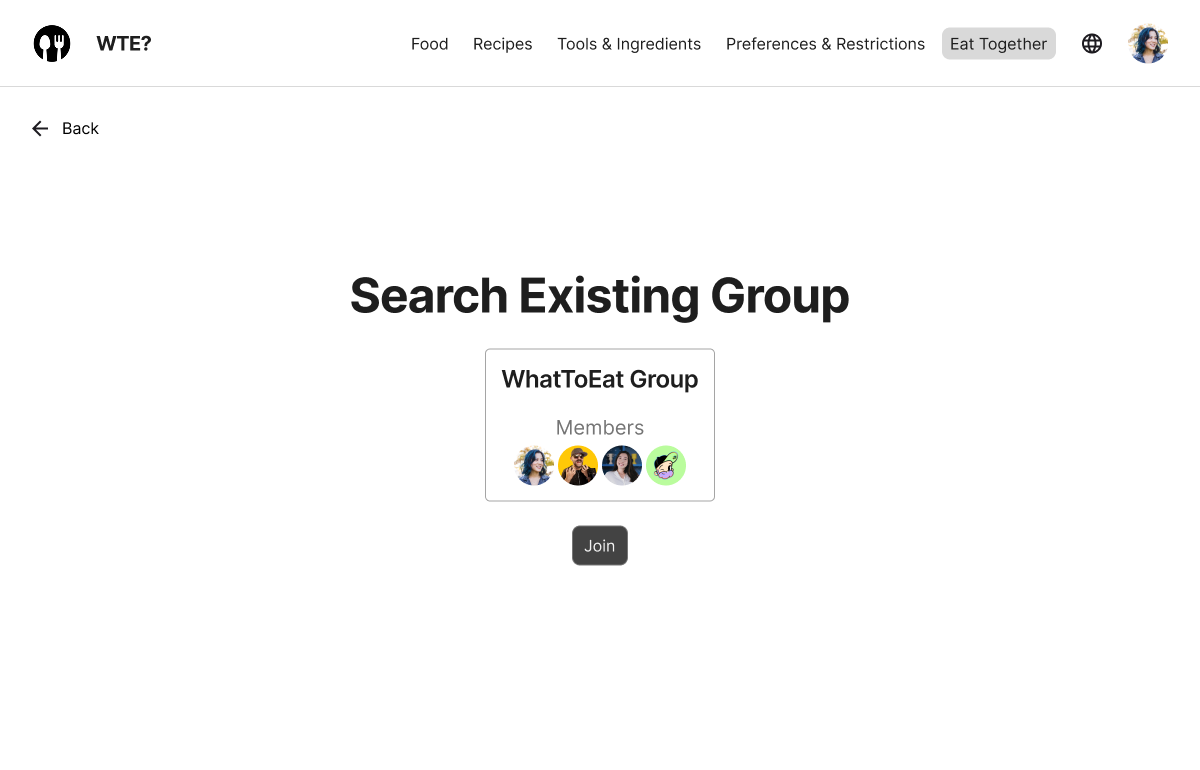 WTE?
Food
Recipes
Tools & Ingredients
Preferences & Restrictions
Eat Together
Back
Search Existing Group
WhatToEat Group
Members
Join